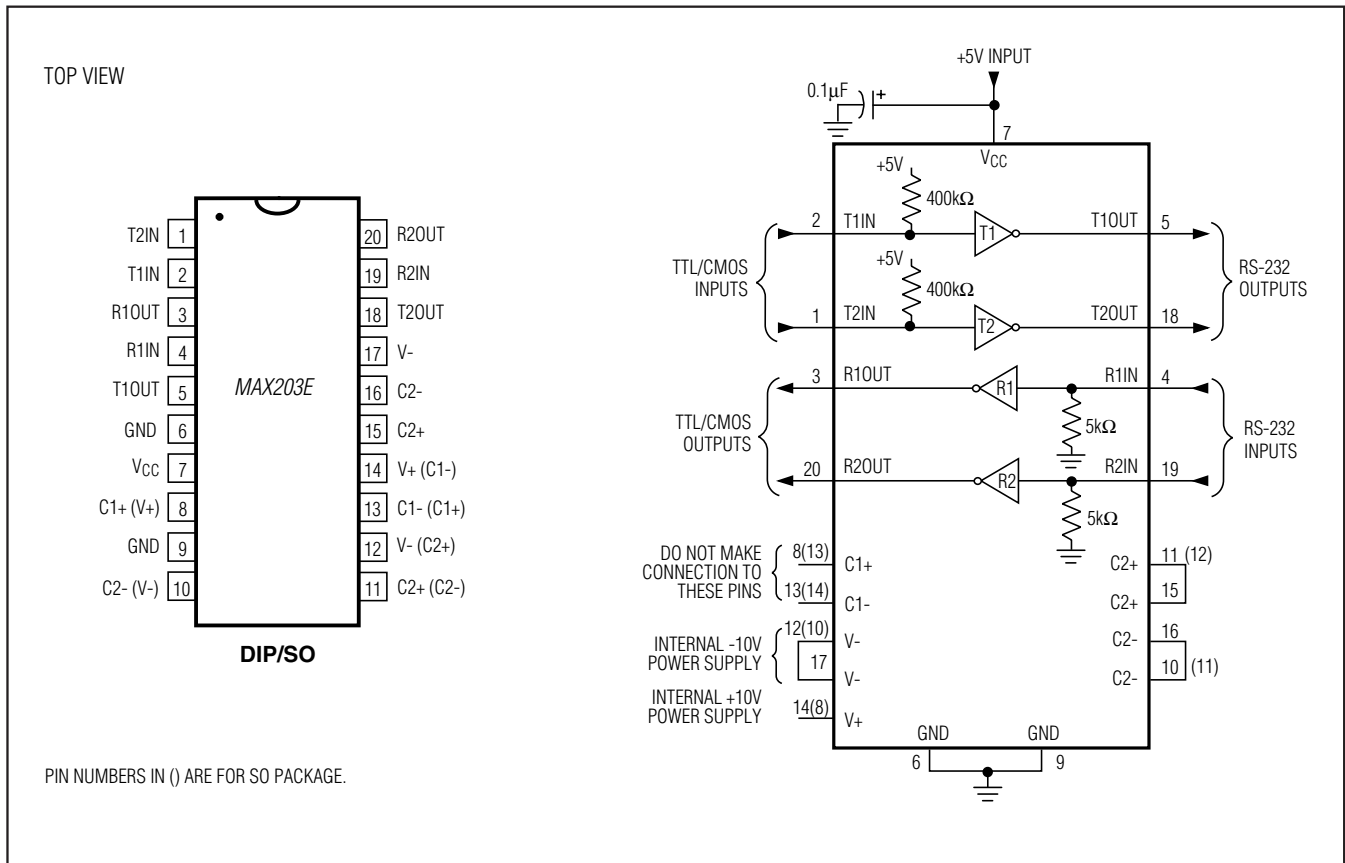 TOP VIEW
T2IN 1
T1IN 2
R1OUT 3
R1IN 4
T1OUT 5
GND 6
VCC 7
C1+ (V+) 8
GND 9
C2- (V-) 10
MAX203E
20 R2OUT
19 R2IN
18 T2OUT
17 V-
16 C2-
15 C2+
14 V+ (C1-)
13 C1- (C1+)
12 V- (C2+)
11 C2+ (C2-)
DIP/SO
PIN NUMBERS IN () ARE FOR SO PACKAGE.
+5V INPUT
0.1µF +
7
VCC
+5V
400kΩ
2 T1IN T1 T1OUT 5
+5V
400kΩ
1 T2IN T2 T2OUT 18
TTL/CMOS
INPUTS
RS-232
OUTPUTS
3 R1OUT R1 R1IN 4
5kΩ
20 R2OUT R2 R2IN 19
5kΩ
TTL/CMOS
OUTPUTS
RS-232
INPUTS
DO NOT MAKE
CONNECTION TO
THESE PINS
8(13) C1+
13(14) C1-
INTERNAL -10V
POWER SUPPLY
12(10) V-
17 V-
INTERNAL +10V
POWER SUPPLY
14(8) V+
C2+ 11 (12)
C2+ 15
C2- 16
C2- 10 (11)
GND GND
6 9